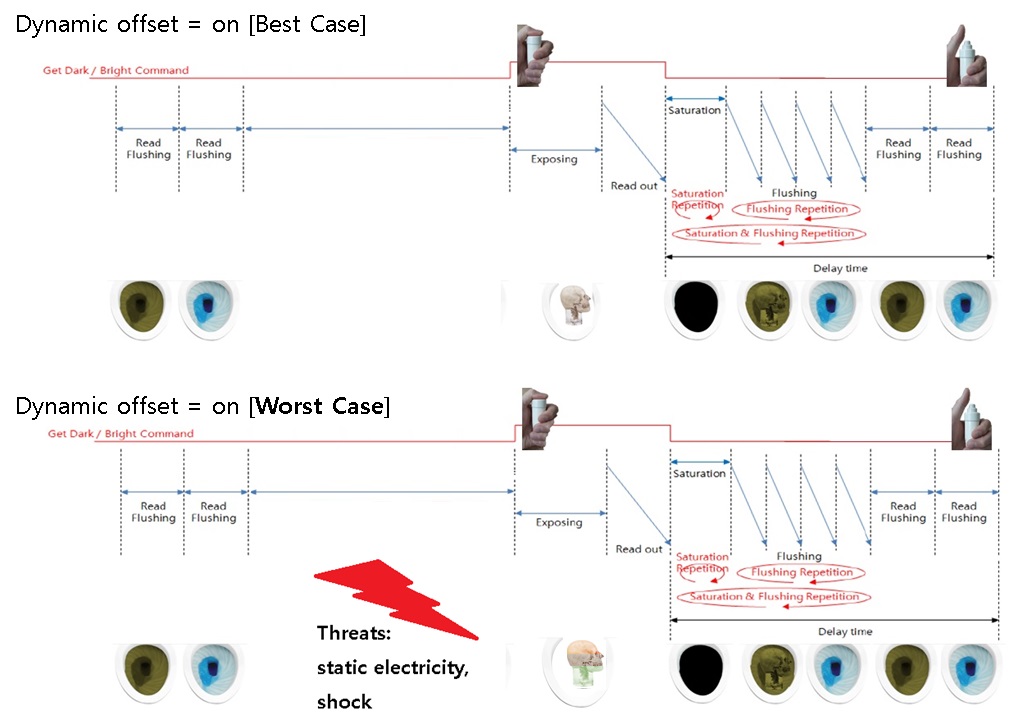 Dynamic offset = on [Best Case]
Get Dark / Bright Command
Saturation
Read
Flushing
Read
Flushing
Exposing
Read
Flushing
Read
Flushing
Read out
Saturation
Repetition
Flushing
Flushing Repetition
Saturation & Flushing Repetition
Delay time
Dynamic offset = on [Worst Case]
Get Dark / Bright Command
Saturation
Read
Flushing
Read
Flushing
Exposing
Read
Flushing
Read
Flushing
Read out
Saturation
Repetition
Flushing
Flushing Repetition
Saturation & Flushing Repetition
Delay time
Threats:
static electricity,
shock